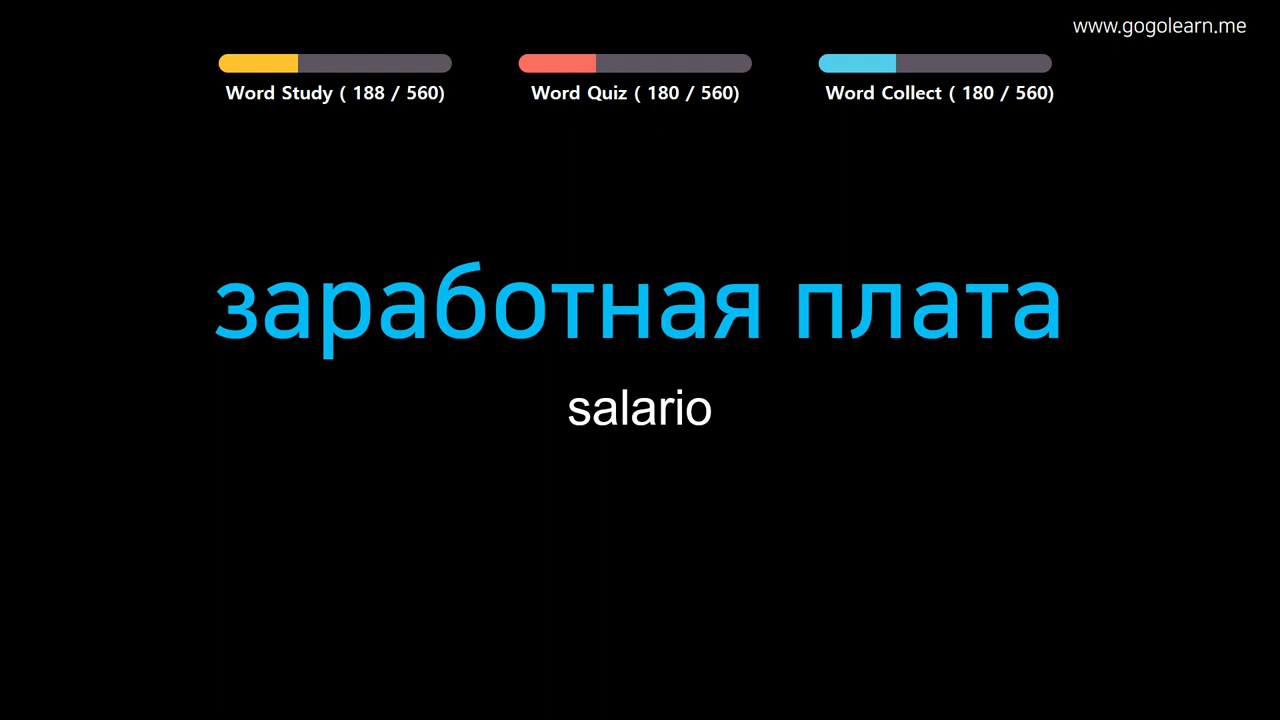 www.gogolearn.me
Word Study ( 188 / 560)
Word Quiz ( 180 / 560)
Word Collect ( 180 / 560)
заработная плата
salario